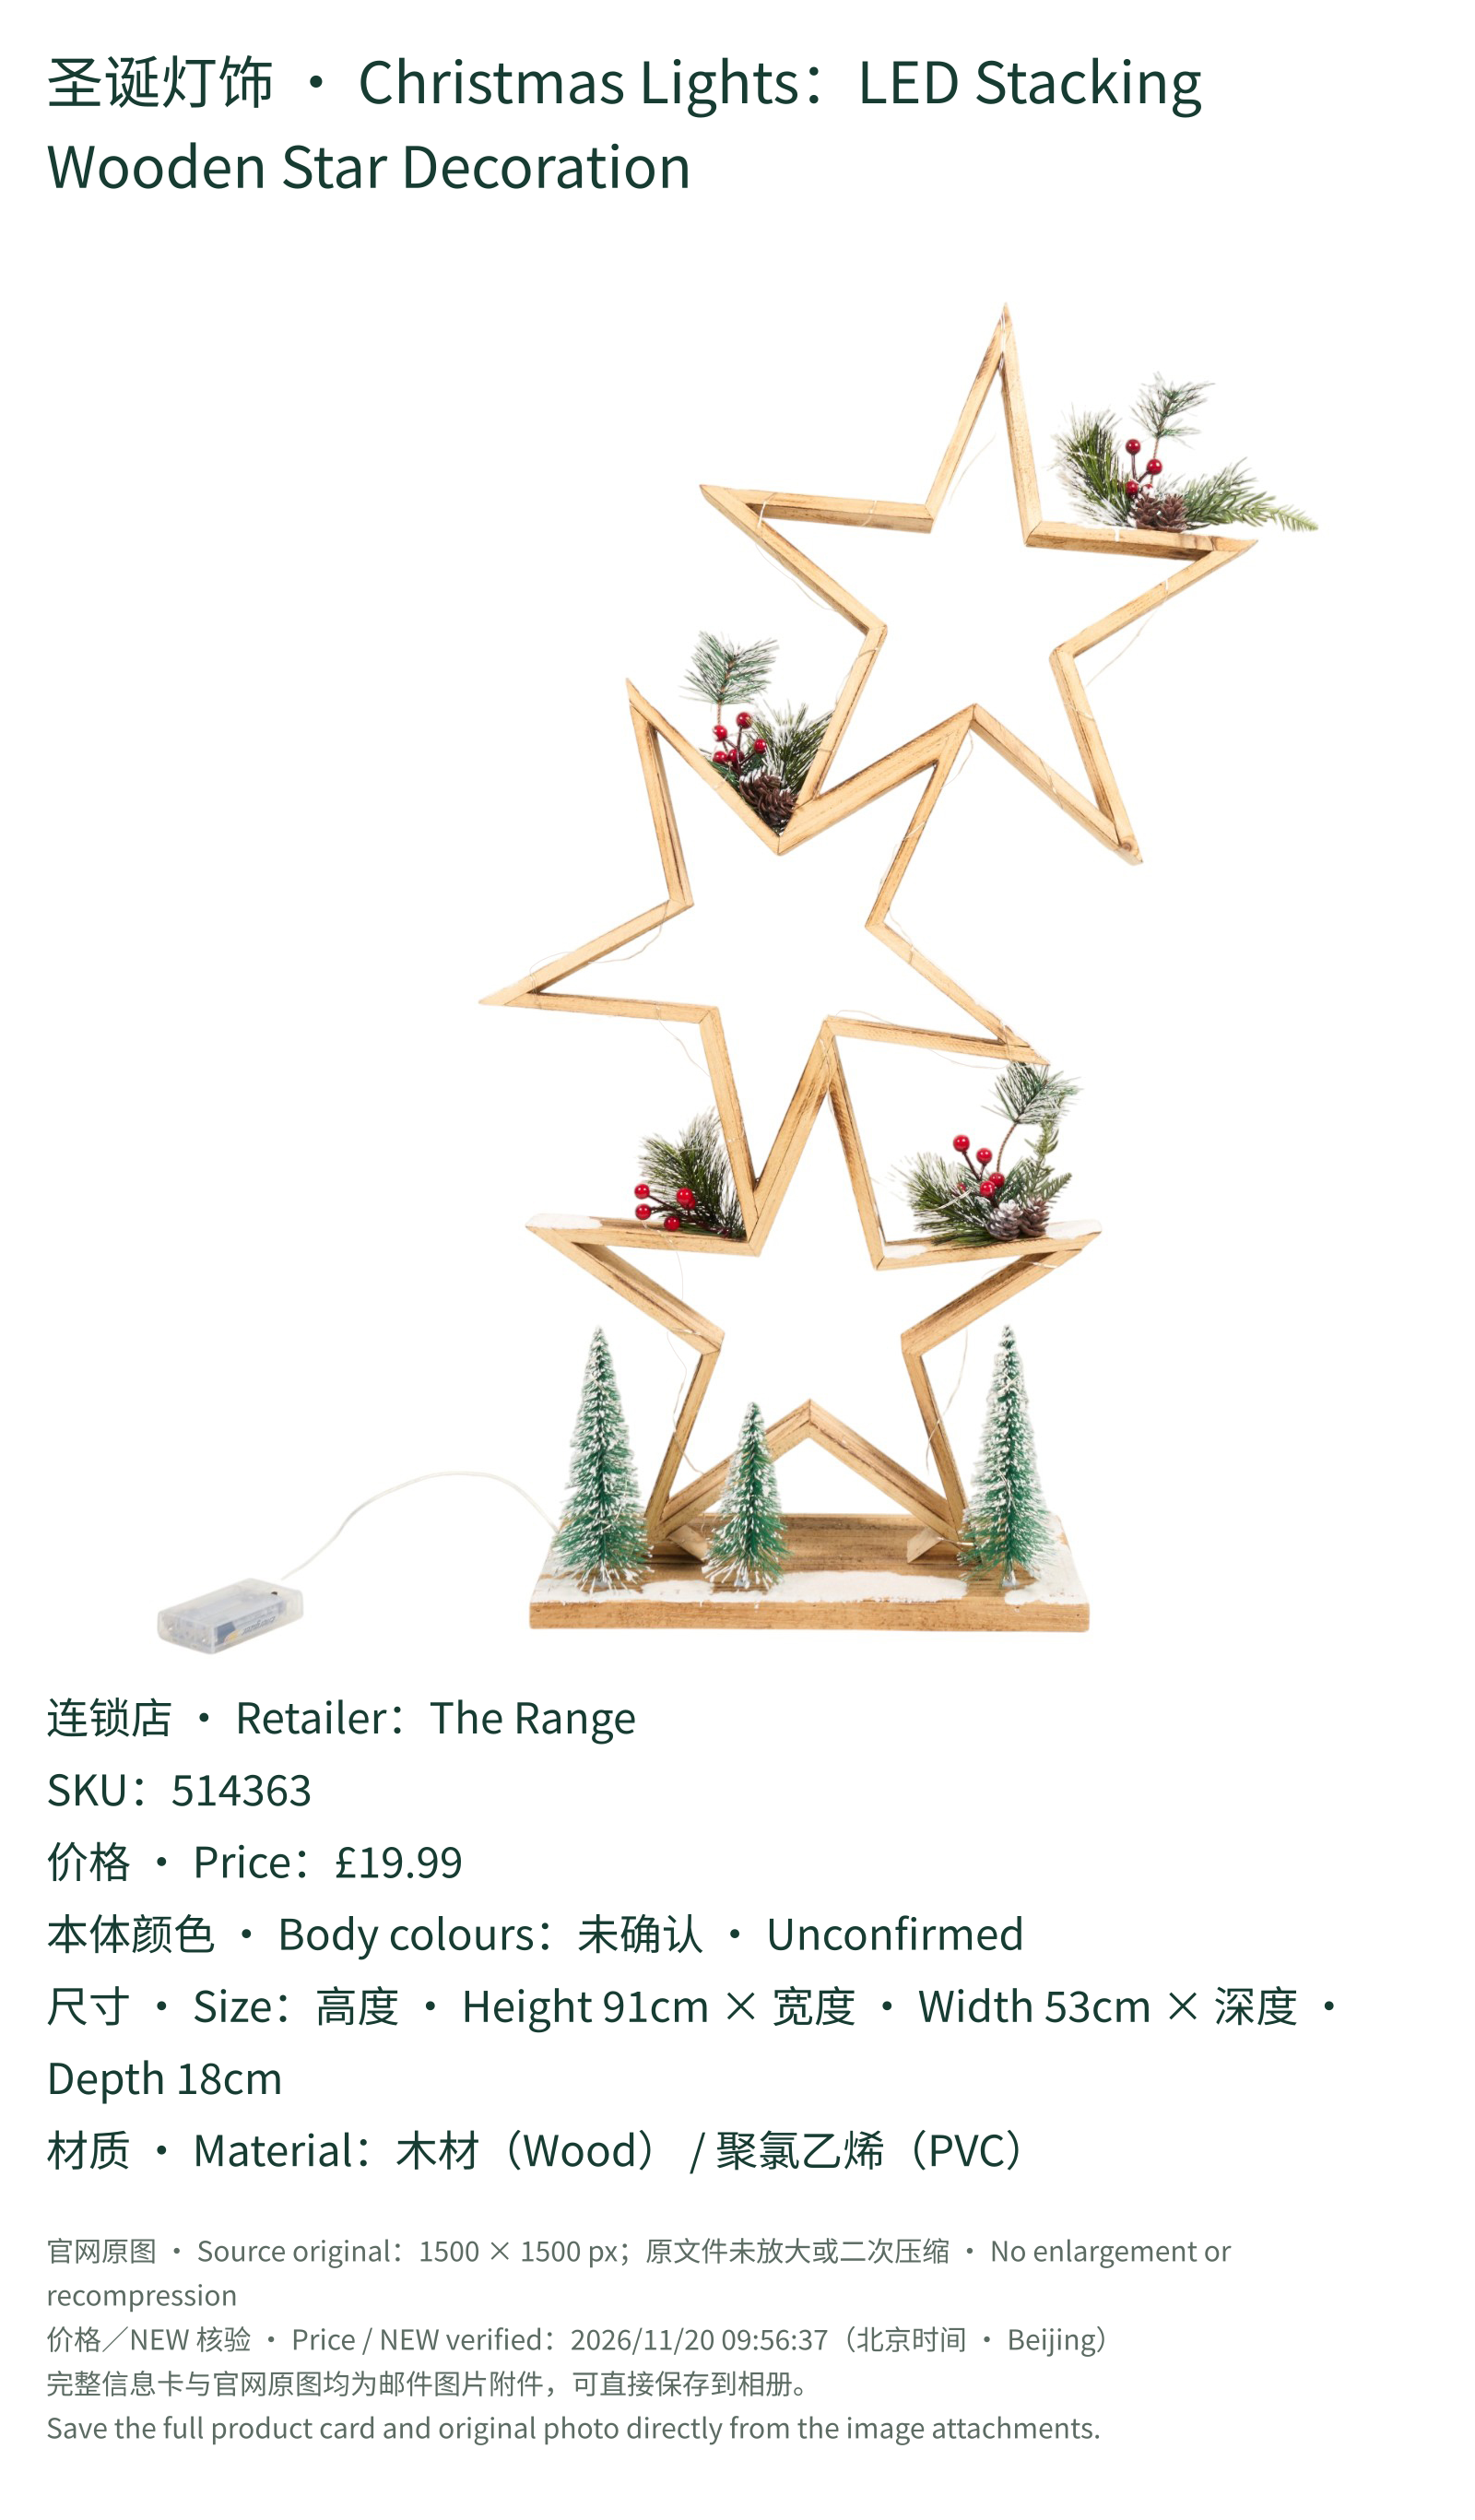 圣诞灯饰 · Christmas Lights：LED Stacking
Wooden Star Decoration
连锁店 · Retailer：The Range
SKU：514363
价格 · Price：£19.99
本体颜色 · Body colours：未确认 · Unconfirmed
尺寸 · Size：高度 · Height 91cm × 宽度 · Width 53cm × 深度 ·
Depth 18cm
材质 · Material：木材（Wood） / 聚氯乙烯（PVC）
官网原图 · Source original：1500 × 1500 px；原文件未放大或二次压缩 · No enlargement or
recompression
价格／NEW 核验 · Price / NEW verified：2026/11/20 09:56:37（北京时间 · Beijing）
完整信息卡与官网原图均为邮件图片附件，可直接保存到相册。
Save the full product card and original photo directly from the image attachments.